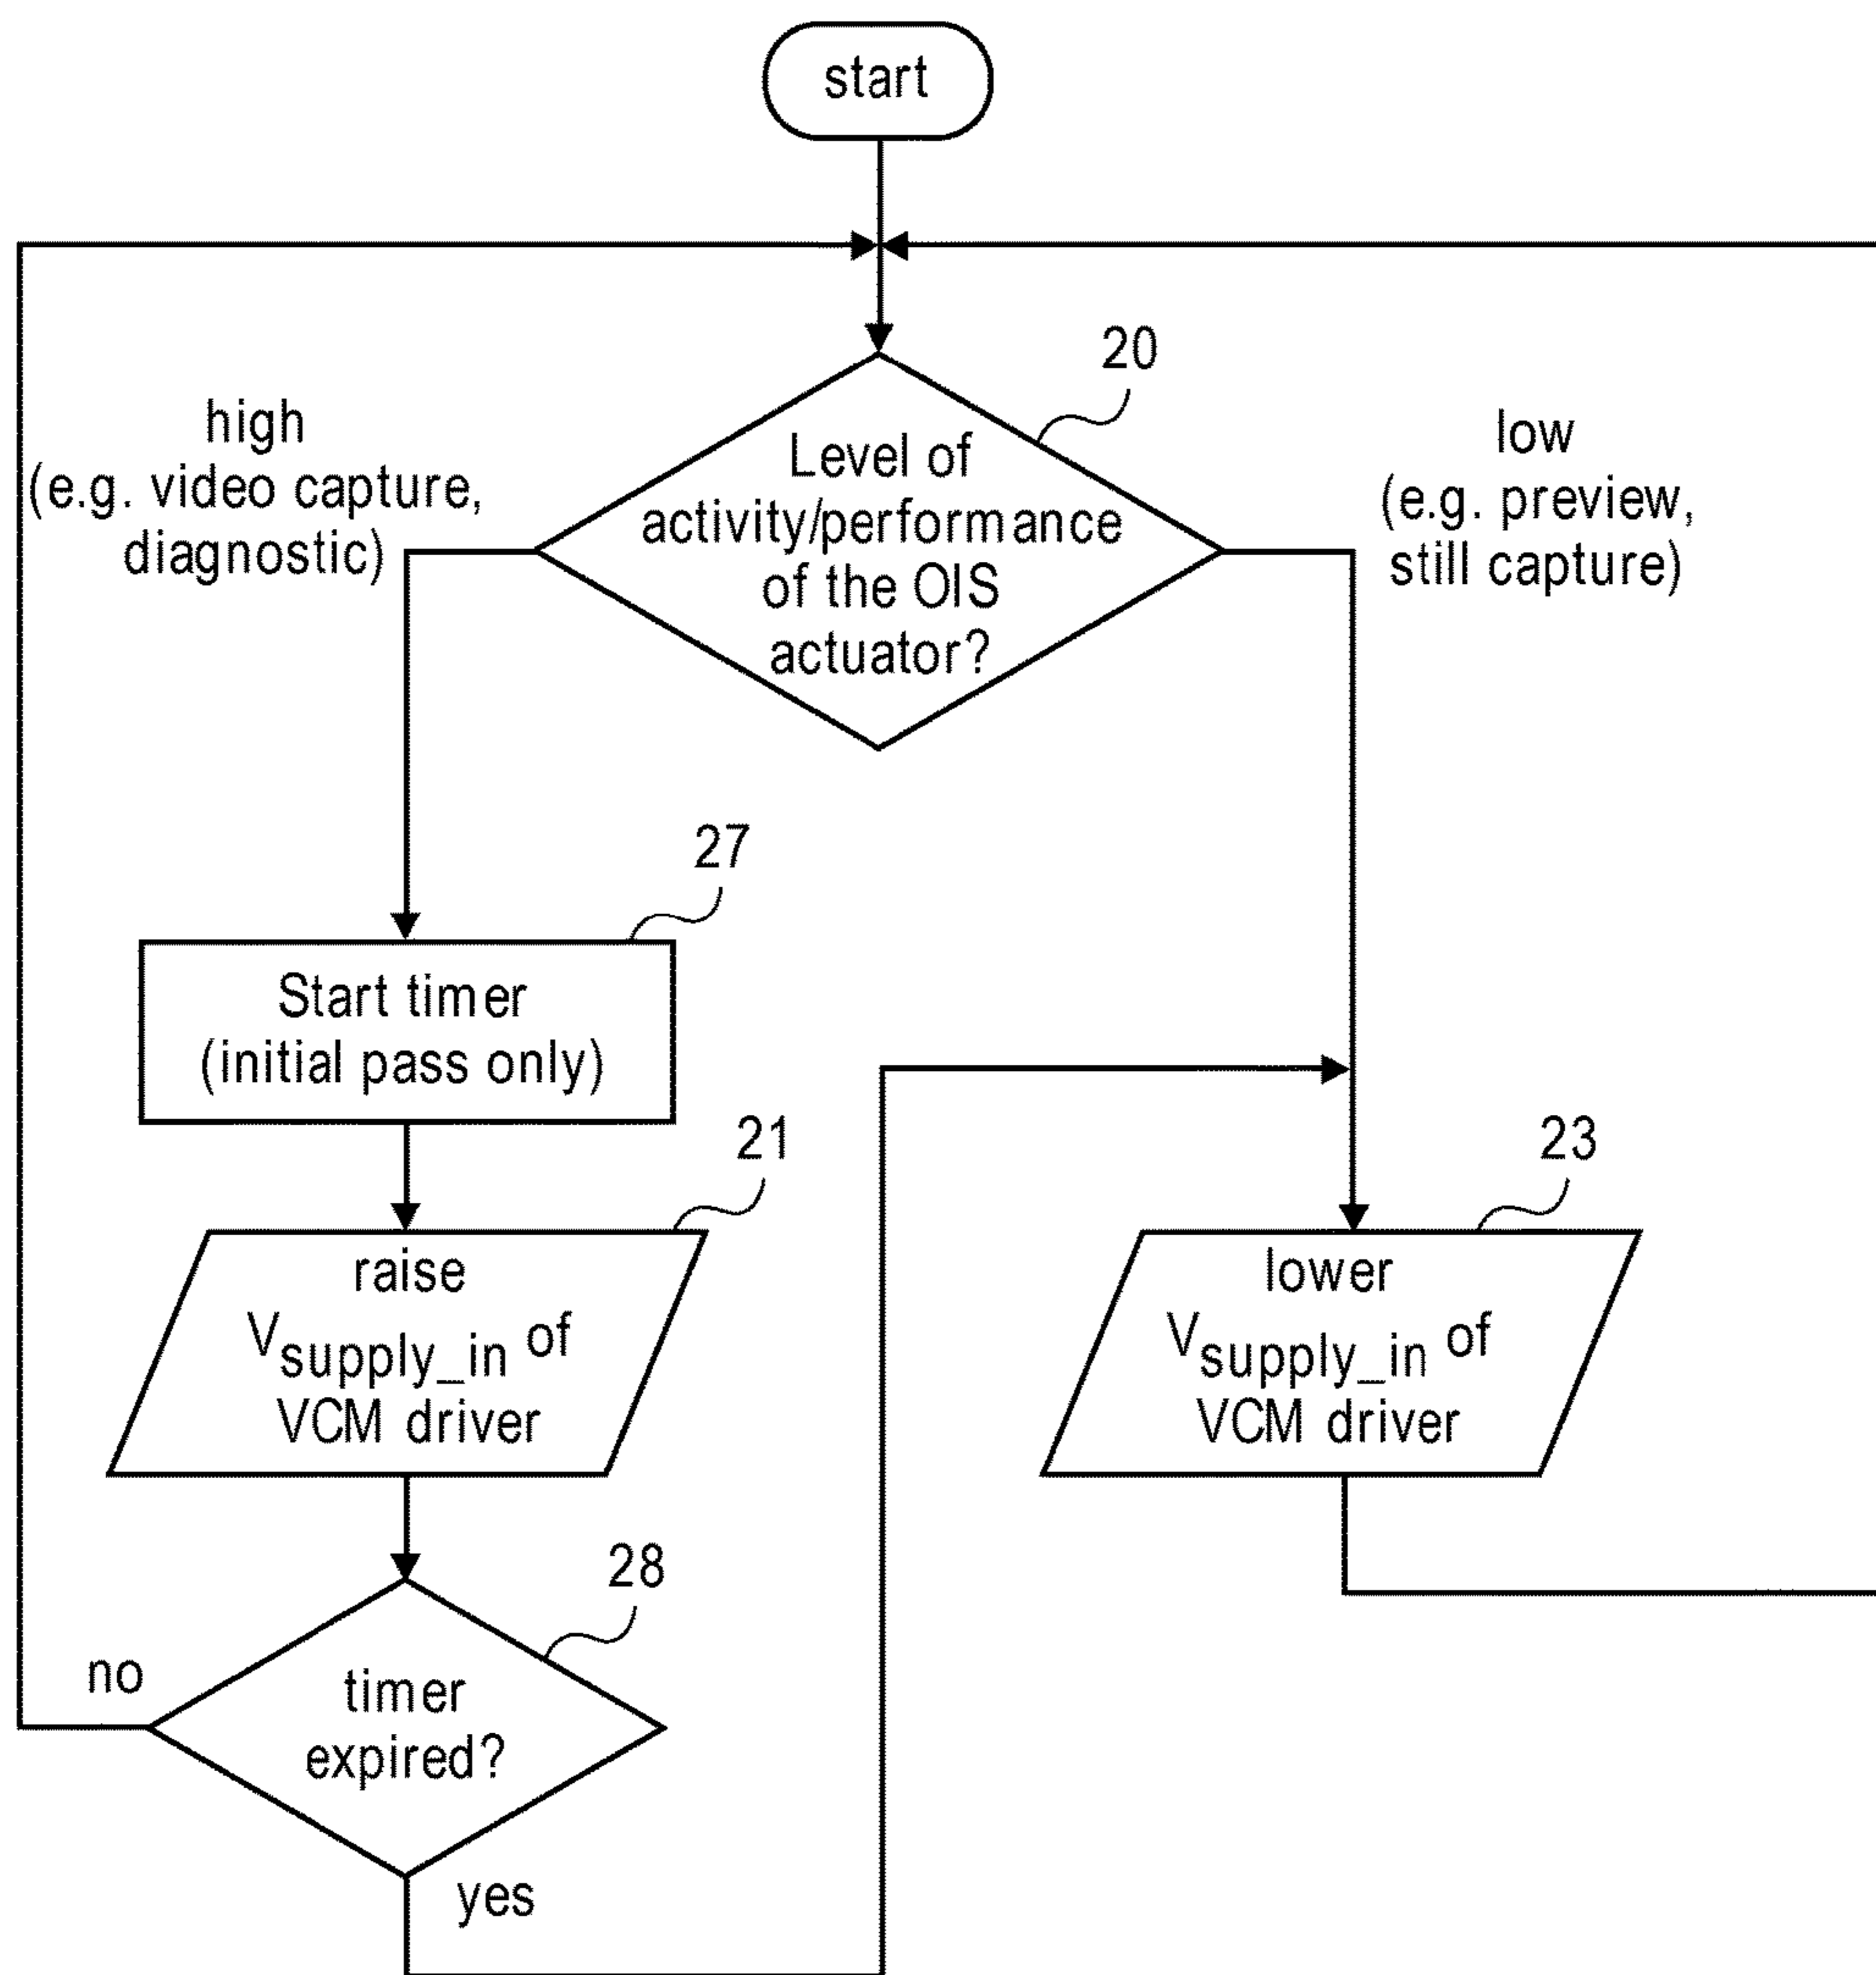 start
20
high
(e.g. video capture,
diagnostic)
Level of
activity/performance
of the OIS
actuator?
low
(e.g. preview,
still capture)
27
Start timer
(initial pass only)
21
raise
Vsupply_in of
VCM driver
23
lower
Vsupply_in of
VCM driver
28
no
timer
expired?
yes